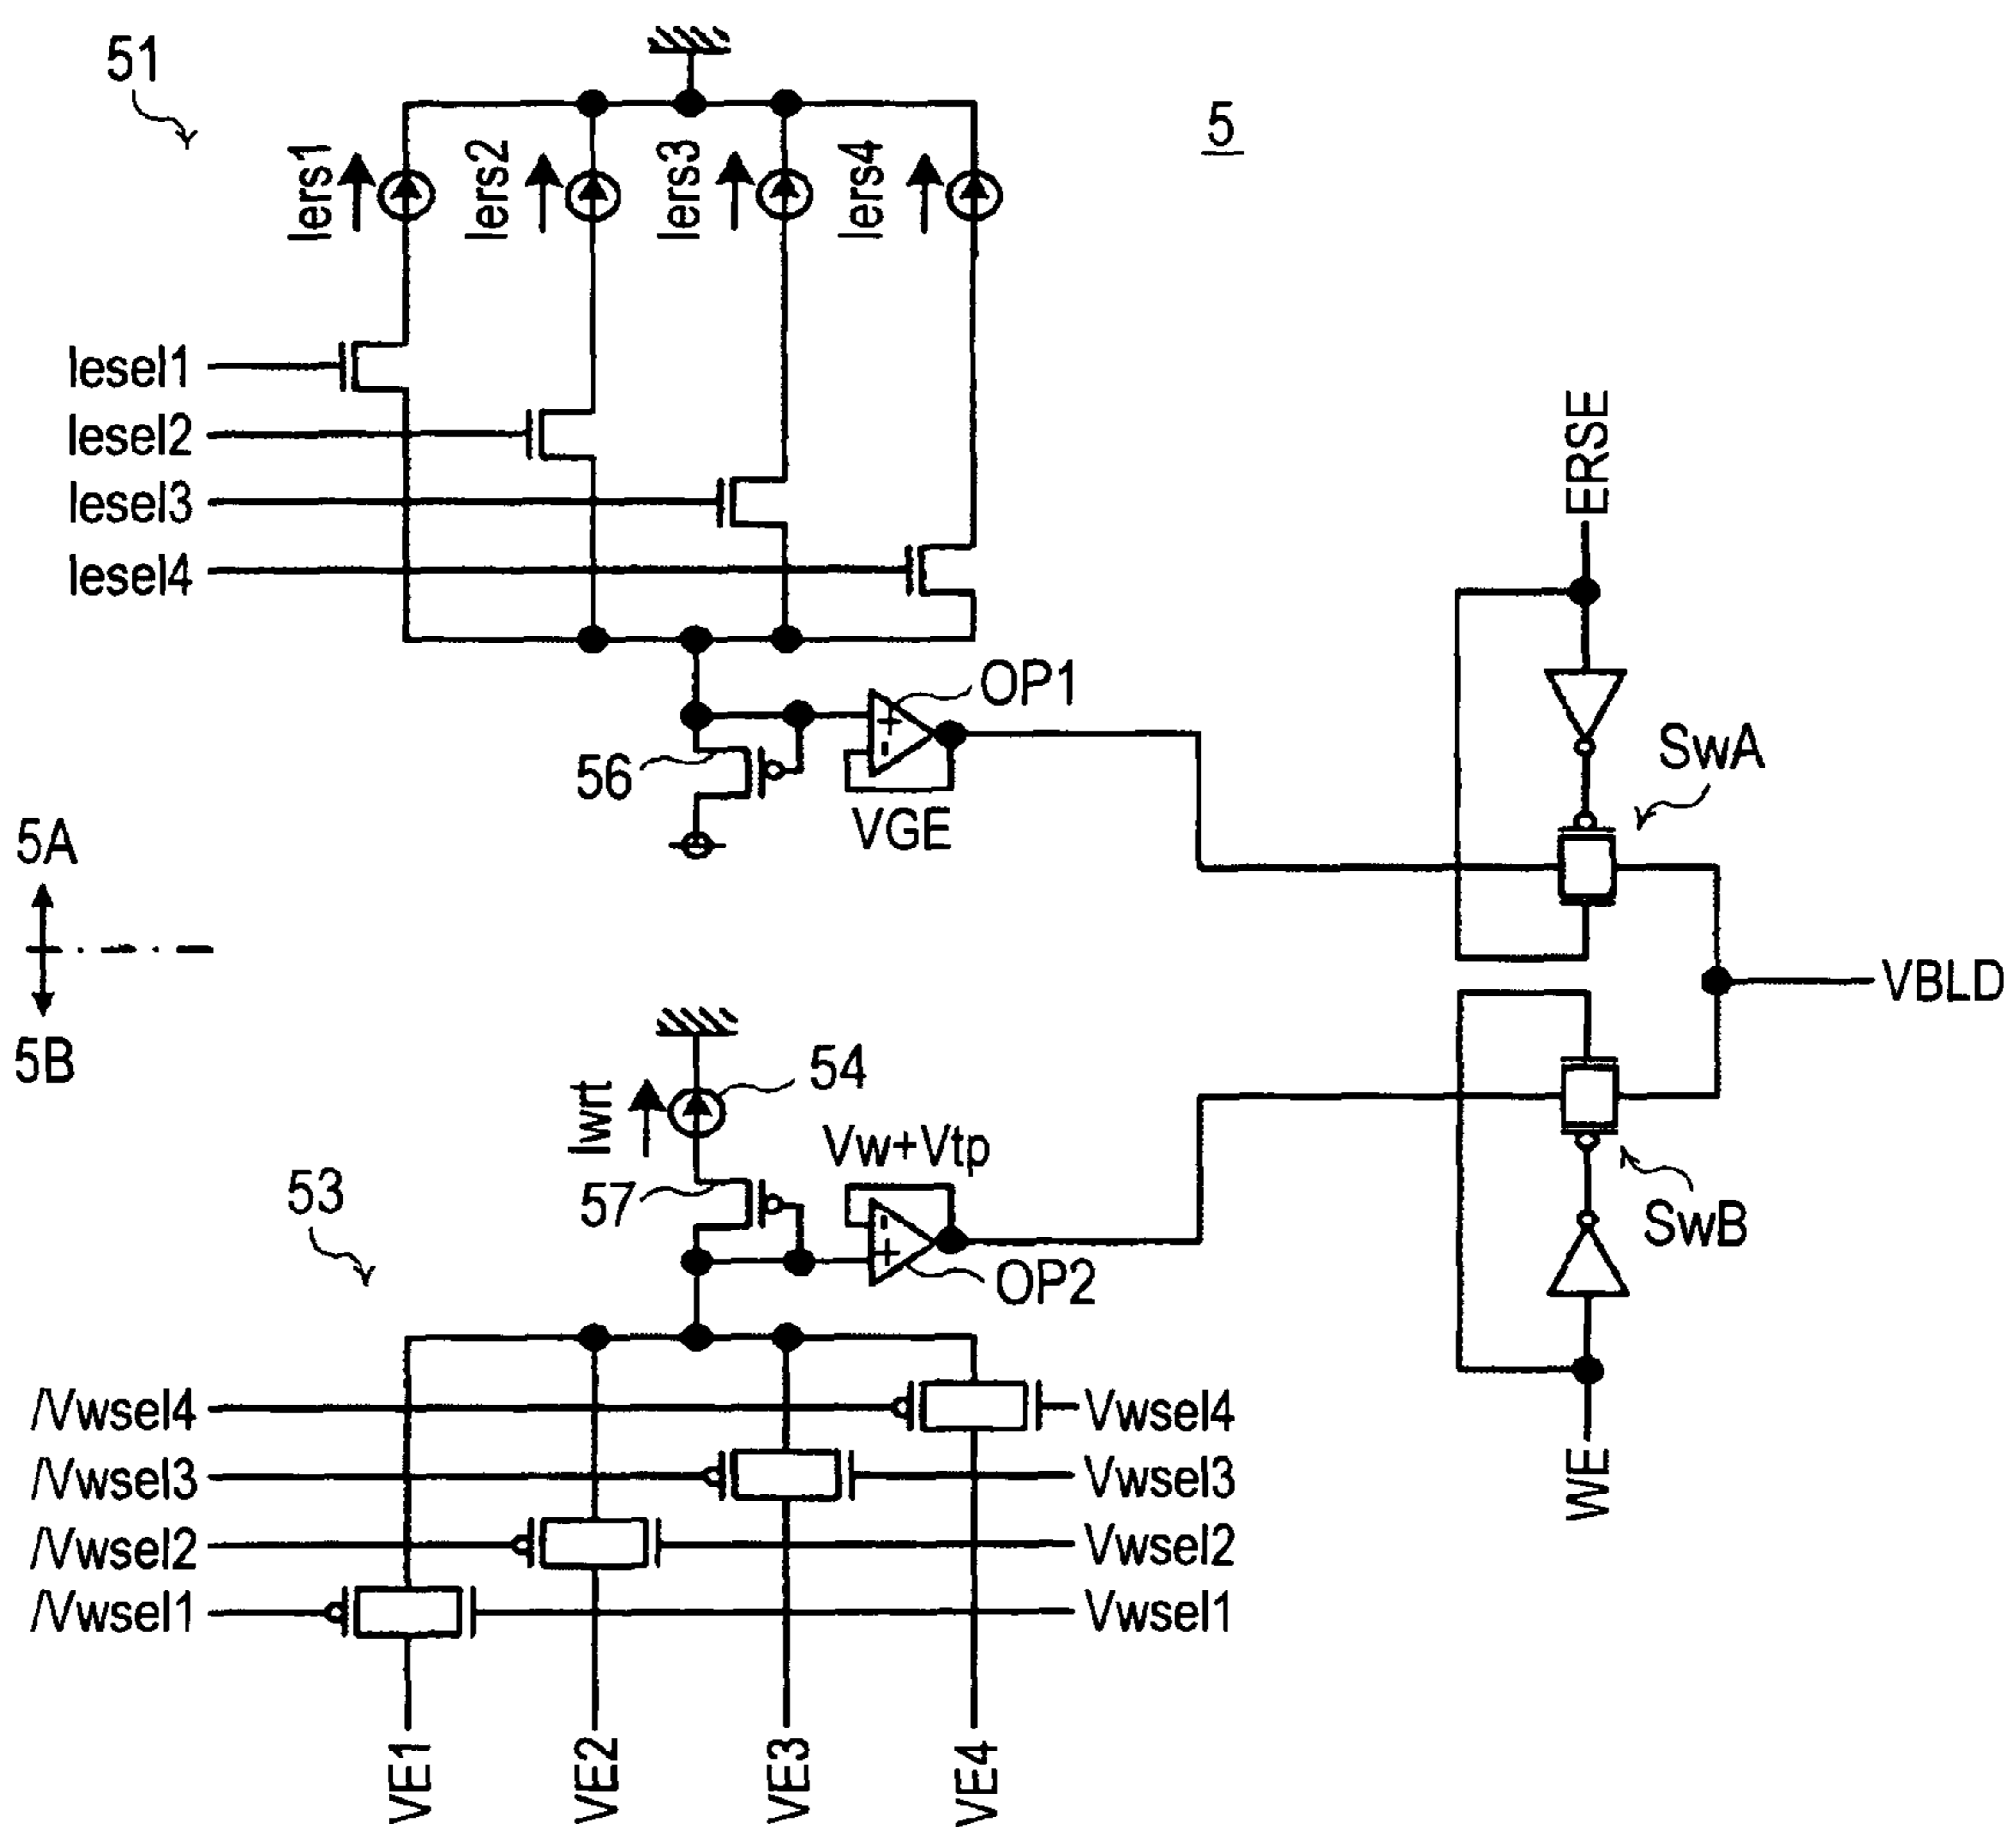 51
5
Iers1
Iers2
Iers3
Iers4
Iesel1
Iesel2
Iesel3
Iesel4
ERSE
OP1
+
-
56
VGE
SwA
5A
5B
VBLD
54
Iwrt
Vw+Vtp
53
57
-
+
OP2
SwB
/Vwsel4
Vwsel4
/Vwsel3
Vwsel3
/Vwsel2
Vwsel2
/Vwsel1
Vwsel1
WE
VE1
VE2
VE3
VE4